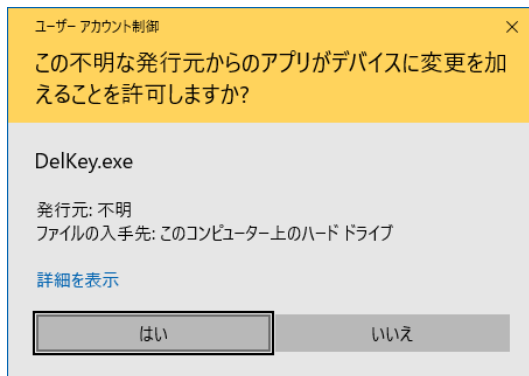 ユーザー アカウント制御
この不明な発行元からのアプリがデバイスに変更を加
えることを許可しますか?
DelKey.exe
発行元: 不明
ファイルの入手先: このコンピューター上のハード ドライブ
詳細を表示
はい
いいえ